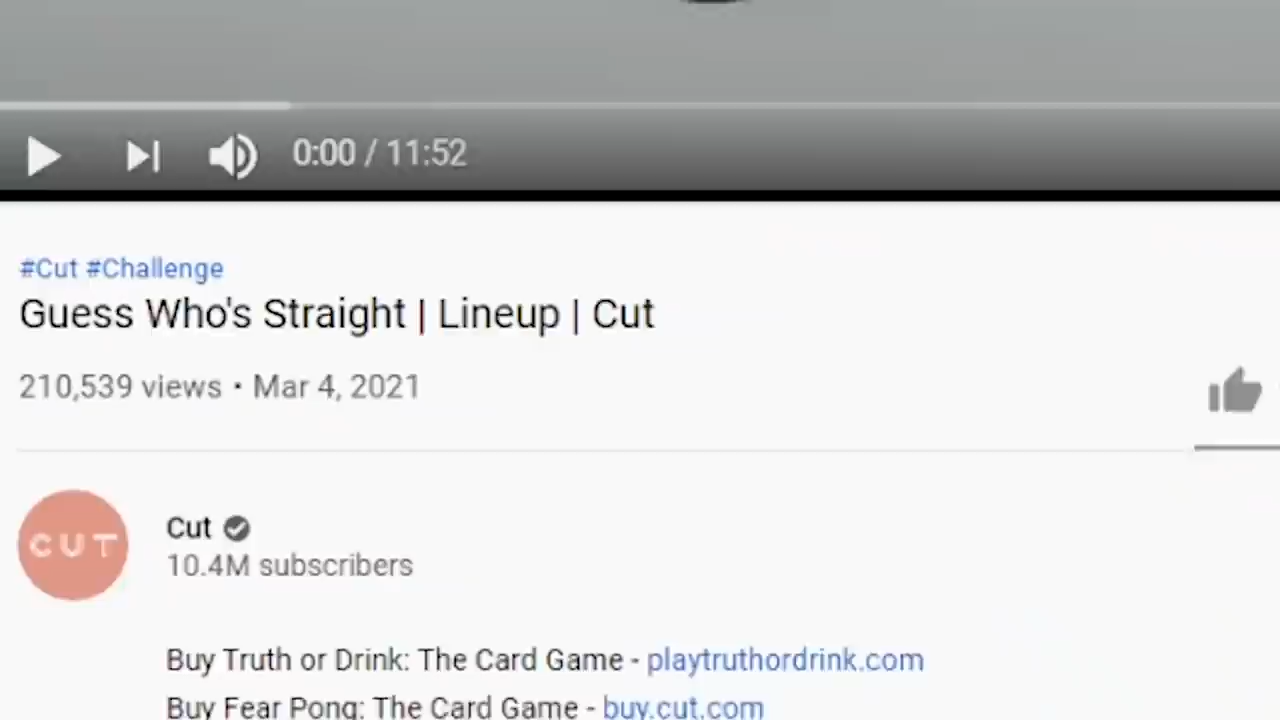 0:00 / 11:52
#Cut #Challenge
Guess Who's Straight | Lineup | Cut
210,539 views • Mar 4, 2021
CUT
Cut
10.4M subscribers
Buy Truth or Drink: The Card Game - playtruthordrink.com
Buy Fear Pong: The Card Game - buy.cut.com